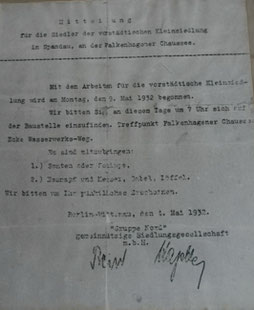 Mitteilung
für die Siedler der vorstädtischen Kleinsiedlung
in Spandau, an der Falkenhagener Chaussee.
Mit den Arbeiten für die vorstädtische Kleinsied-
lung wird am Montag, den 9. Mai 1932 begonnen.
Wir bitten Sie, an diesem Tage um 7 Uhr sich auf
der Baustelle einzufinden. Treffpunkt Falkenhagener Chaussee
Ecke Wasserwerks-Weg.
Es sind mitzubringen:
1.) Spaten oder
2.) Essnapf und Messer, Gabel, Löffel.
Wir bitten um Ihr pünktliches Erscheinen.
Berlin-Wittenau, den 1. Mai 1932.
"Gruppe Nord"
gemeinnützige Siedlungsgesellschaft
m.b.H.